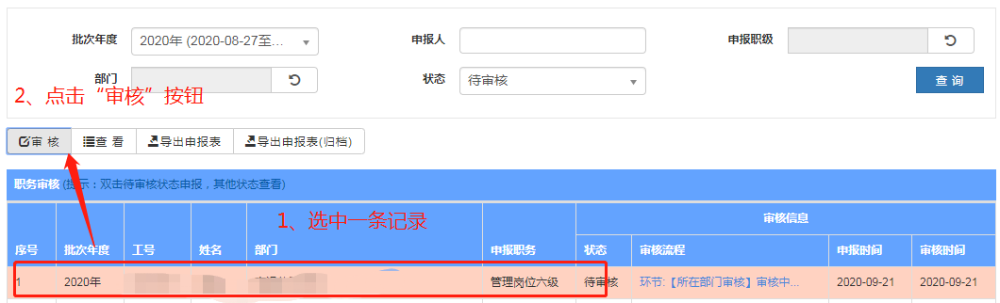 批次年度 2020年 (2020-08-27至... 申报人 申报职级
部门 状态 待审核 查 询
2、点击“审核”按钮
审 核 查 看 导出申报表 导出申报表(归档)
职务审核 (提示：双击待审核状态申报，其他状态查看)
1、选中一条记录
审核信息
序号 批次年度 工号 姓名 部门 申报职务 状态 审核流程 申报时间 审核时间
1 2020年 管理岗位六级 待审核 环节:【所在部门审核】审核中... 2020-09-21 2020-09-21